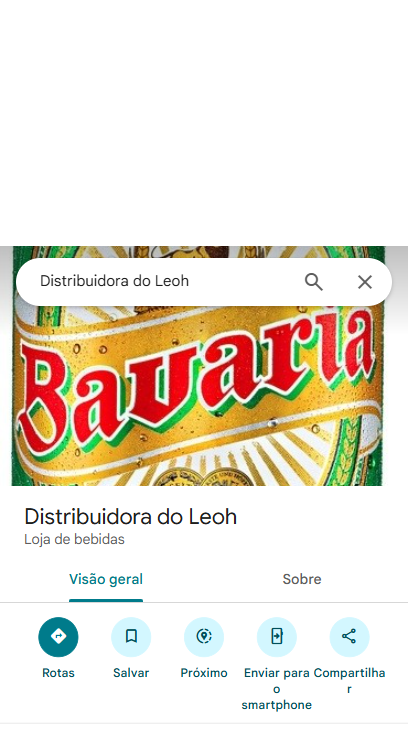 Distribuidora do Leoh
Bavaria
Distribuidora do Leoh
Loja de bebidas
Visão geral
Sobre
Rotas
Salvar
Próximo
Enviar para
o
smartphone
Compartilha
r